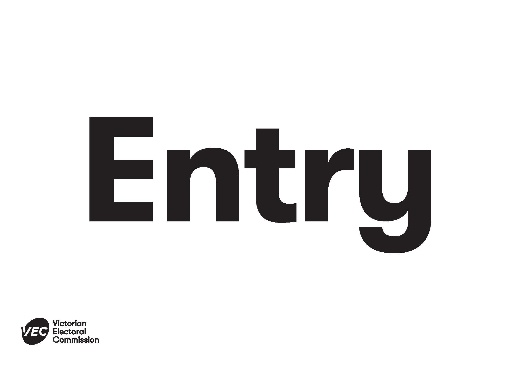 Entry
VEC
Victorian
Electoral
Commission